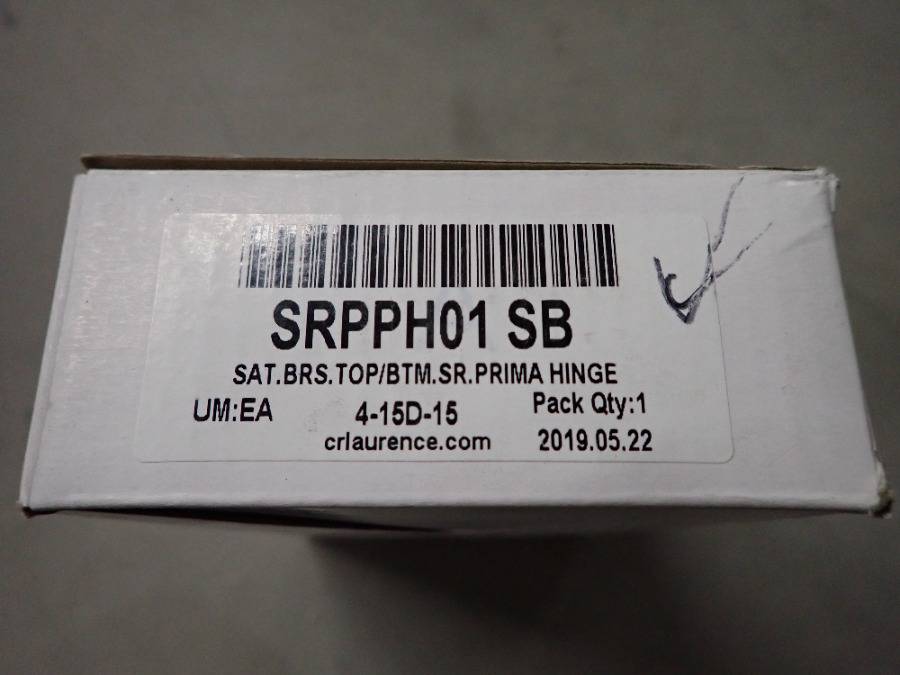 SRPPH01 SB
SAT.BRS.TOP/BTM.SR.PRIMA HINGE
UM:EA 4-15D-15 Pack Qty:1
crlaurence.com 2019.05.22